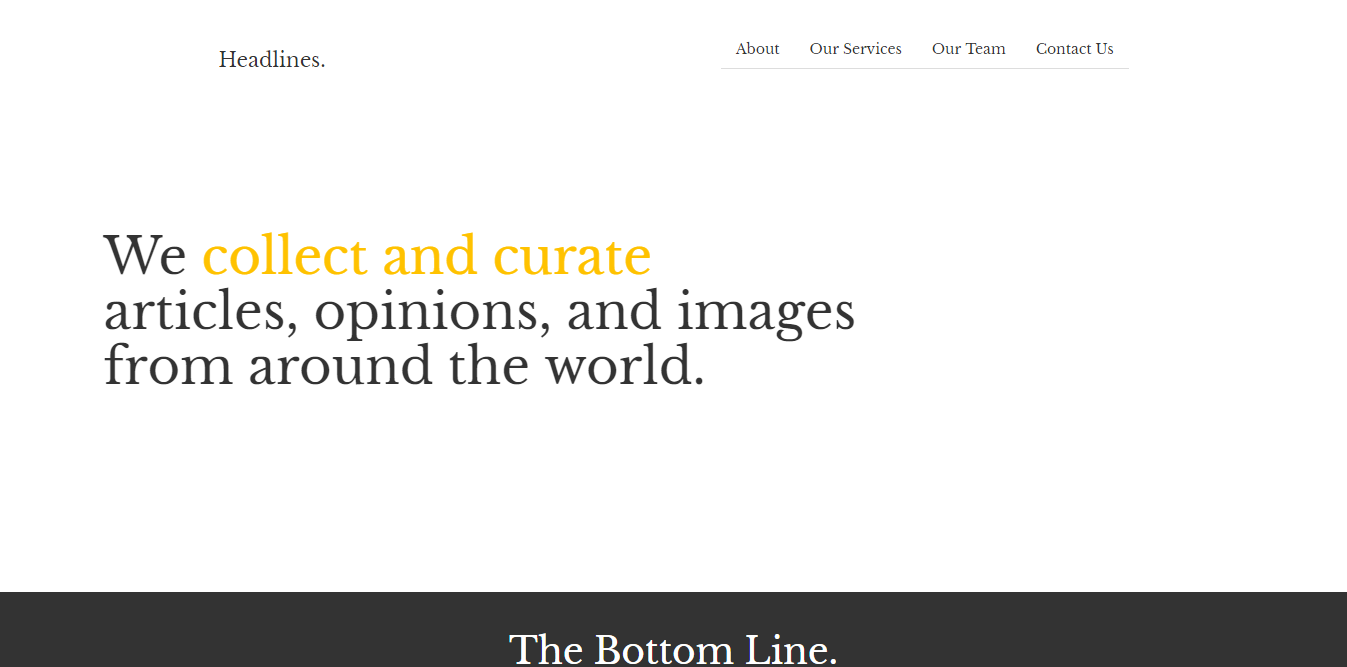 Headlines.
About Our Services Our Team Contact Us
We collect and curate
articles, opinions, and images
from around the world.
The Bottom Line.